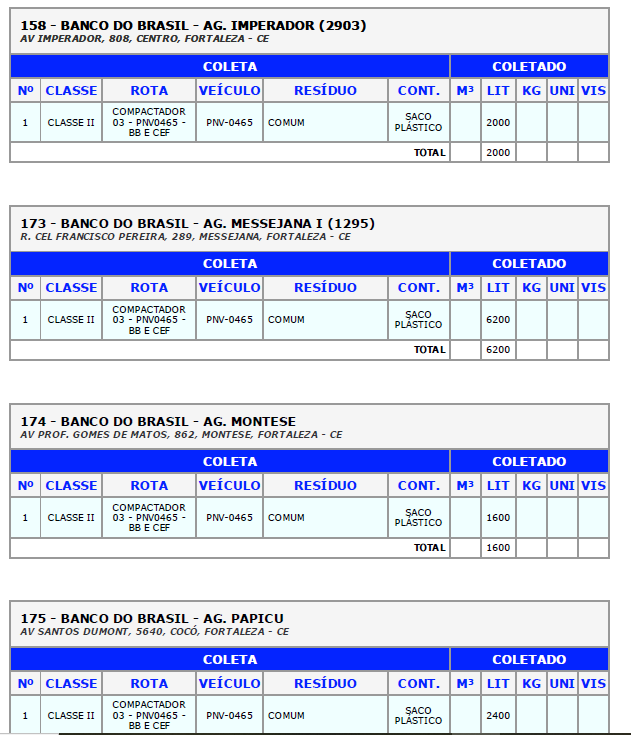 158 - BANCO DO BRASIL - AG. IMPERADOR (2903)
AV IMPERADOR, 808, CENTRO, FORTALEZA - CE
COLETA COLETADO
Nº CLASSE ROTA VEÍCULO RESÍDUO CONT. M³ LIT KG UNI VIS
1 CLASSE II COMPACTADOR 03 - PNV0465 - BB E CEF PNV-0465 COMUM SACO PLÁSTICO 2000
TOTAL 2000
173 - BANCO DO BRASIL - AG. MESSEJANA I (1295)
R. CEL FRANCISCO PEREIRA, 289, MESSEJANA, FORTALEZA - CE
COLETA COLETADO
Nº CLASSE ROTA VEÍCULO RESÍDUO CONT. M³ LIT KG UNI VIS
1 CLASSE II COMPACTADOR 03 - PNV0465 - BB E CEF PNV-0465 COMUM SACO PLÁSTICO 6200
TOTAL 6200
174 - BANCO DO BRASIL - AG. MONTESE
AV PROF. GOMES DE MATOS, 862, MONTESE, FORTALEZA - CE
COLETA COLETADO
Nº CLASSE ROTA VEÍCULO RESÍDUO CONT. M³ LIT KG UNI VIS
1 CLASSE II COMPACTADOR 03 - PNV0465 - BB E CEF PNV-0465 COMUM SACO PLÁSTICO 1600
TOTAL 1600
175 - BANCO DO BRASIL - AG. PAPICU
AV SANTOS DUMONT, 5640, COCÓ, FORTALEZA - CE
COLETA COLETADO
Nº CLASSE ROTA VEÍCULO RESÍDUO CONT. M³ LIT KG UNI VIS
1 CLASSE II COMPACTADOR 03 - PNV0465 - BB E CEF PNV-0465 COMUM SACO PLÁSTICO 2400